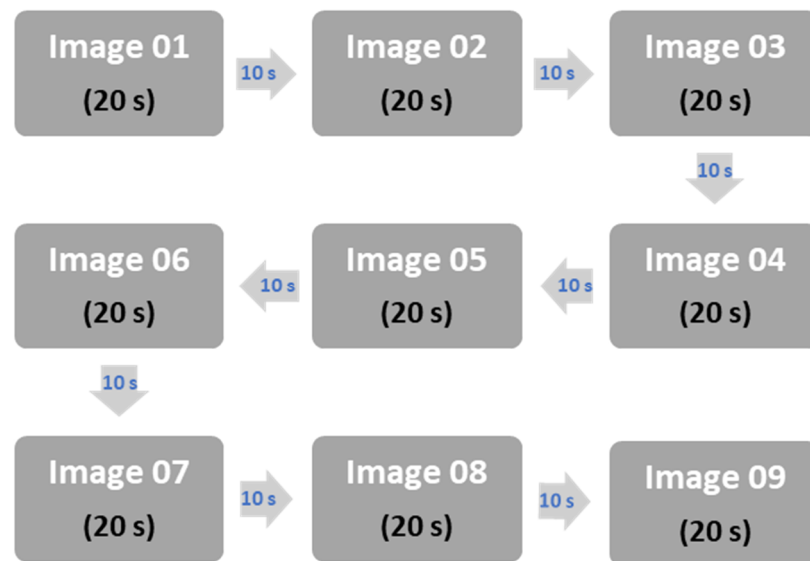 Image 01
(20 s)
10 s
Image 02
(20 s)
10 s
Image 03
(20 s)
10 s
Image 04
(20 s)
10 s
Image 05
(20 s)
10 s
Image 06
(20 s)
10 s
Image 07
(20 s)
10 s
Image 08
(20 s)
10 s
Image 09
(20 s)